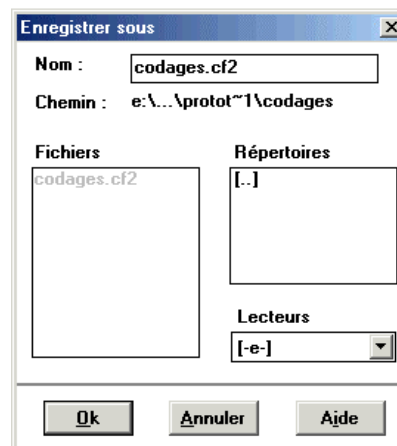 Enregistrer sous
Nom : codages.cf2
Chemin : e:\...\protot~1\codages
Fichiers
codages.cf2
Répertoires
[..]
Lecteurs
[-e-]
Ok Annuler Aide